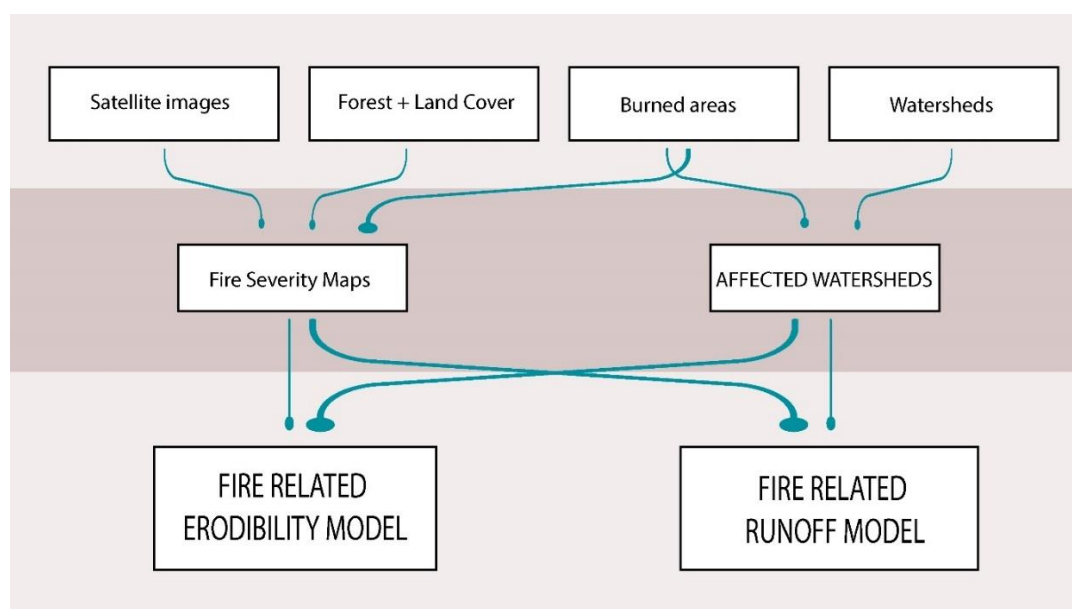 Satellite images
Forest + Land Cover
Burned areas
Watersheds
Fire Severity Maps
AFFECTED WATERSHEDS
FIRE RELATED
ERODIBILITY MODEL
FIRE RELATED
RUNOFF MODEL